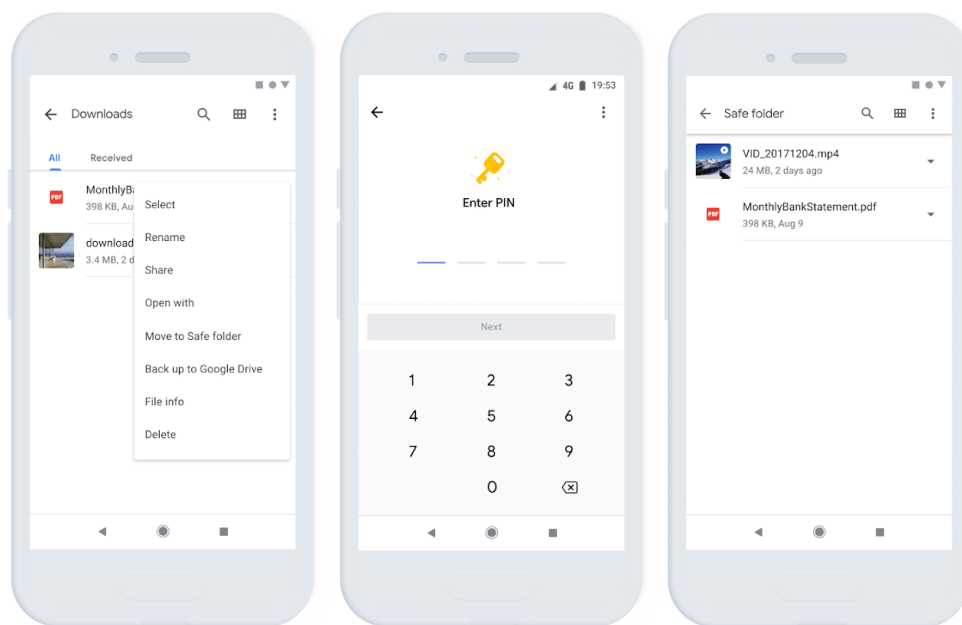 Downloads
All Received
PDF
MonthlyBa
398 KB, Au
download
3.4 MB, 2 d
Select
Rename
Share
Open with
Move to Safe folder
Back up to Google Drive
File info
Delete
4G 19:53
Enter PIN
Next
1 2 3
4 5 6
7 8 9
0
Safe folder
VID_20171204.mp4
24 MB, 2 days ago
PDF
MonthlyBankStatement.pdf
398 KB, Aug 9